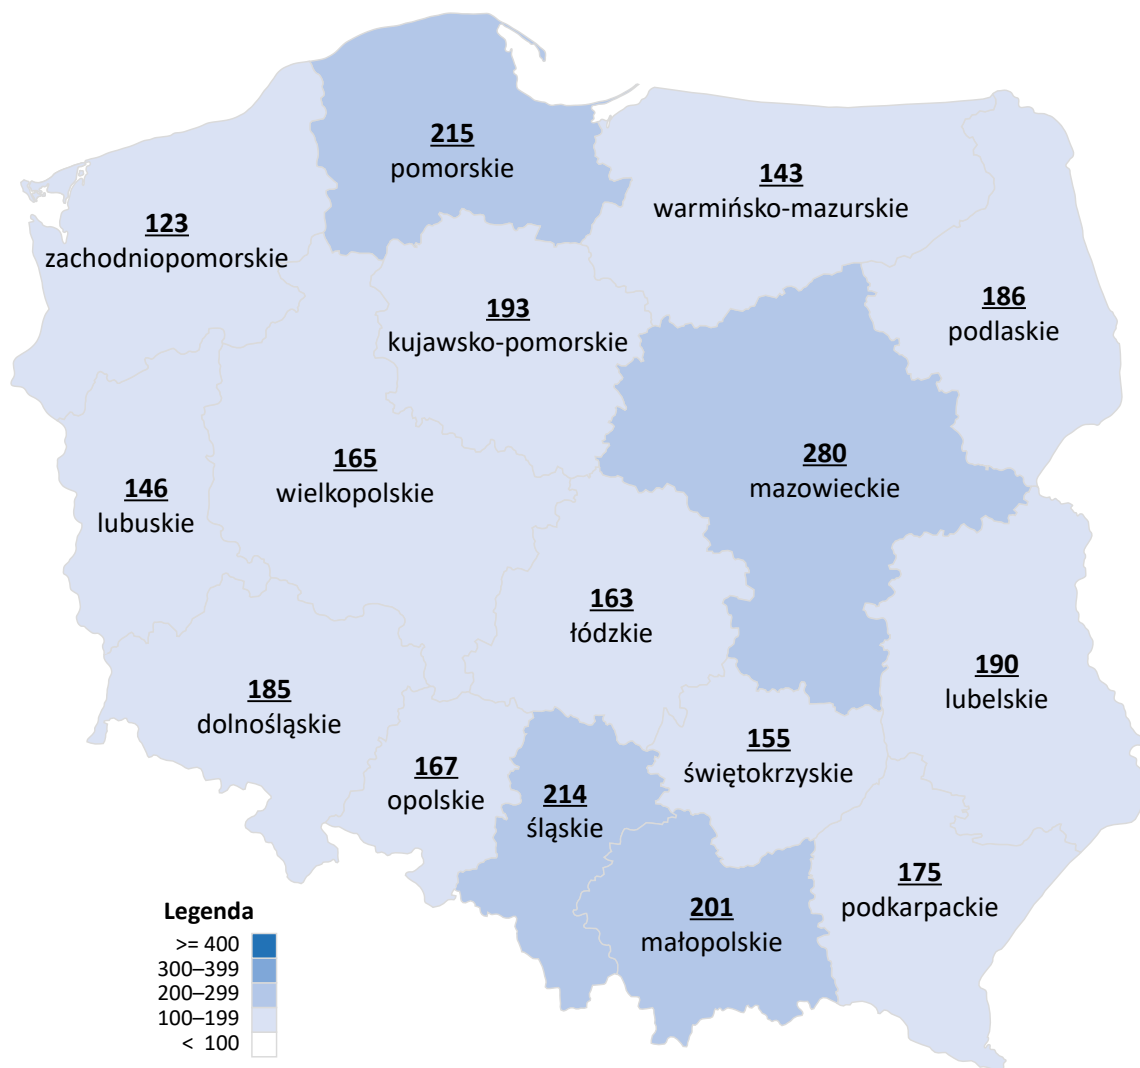 215
pomorskie
143
warmińsko-mazurskie
123
zachodniopomorskie
193
kujawsko-pomorskie
186
podlaskie
280
mazowieckie
165
wielkopolskie
146
lubuskie
163
łódzkie
190
lubelskie
185
dolnośląskie
155
świętokrzyskie
167
opolskie
214
śląskie
175
podkarpackie
201
małopolskie
Legenda
>= 400
300–399
200–299
100–199
< 100